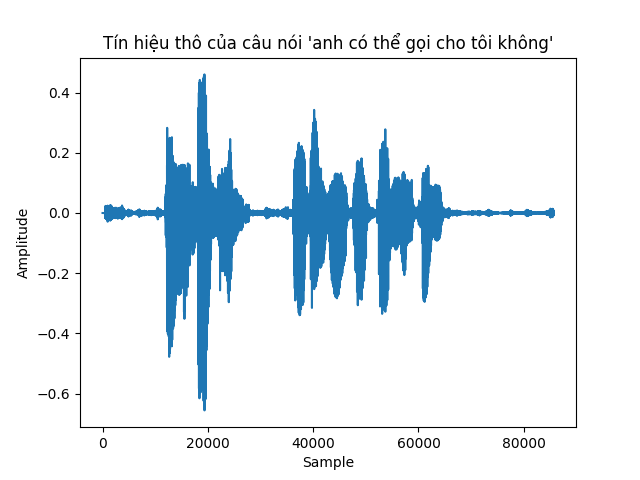 Tín hiệu thô của câu nói 'anh có thể gọi cho tôi không'
0.4
0.2
0.0
−0.2
−0.4
−0.6
Amplitude
0 20000 40000 60000 80000
Sample